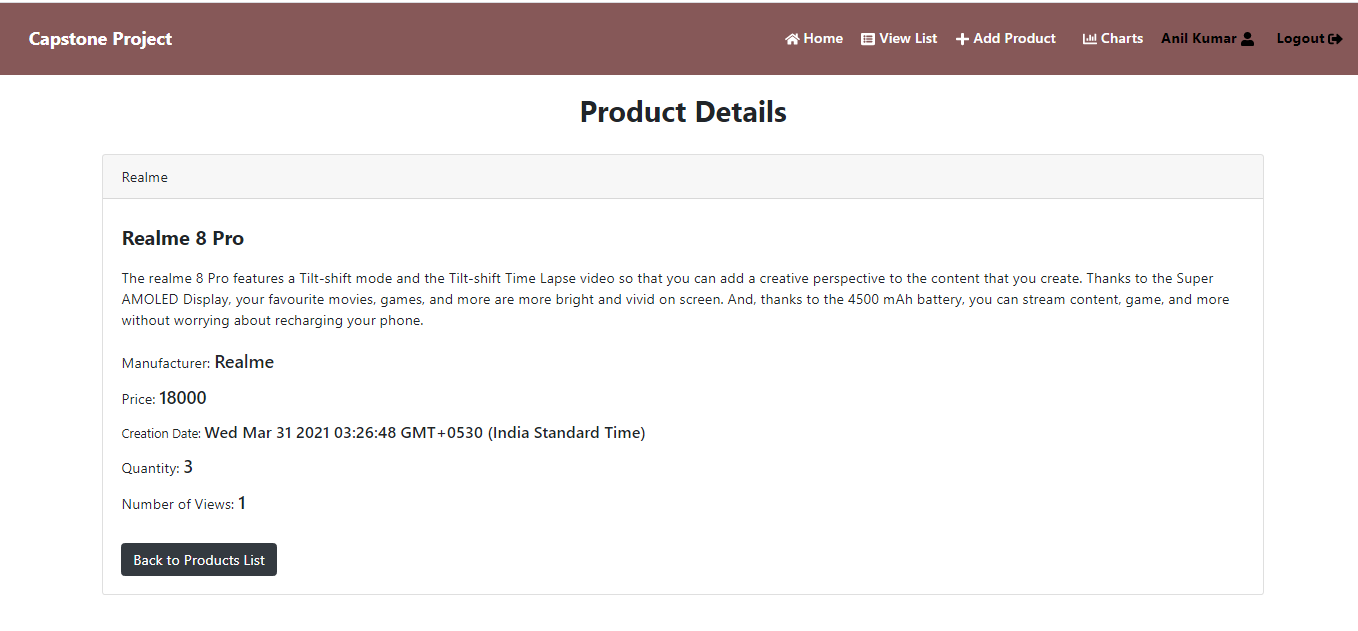 Capstone Project
Home View List Add Product Charts Anil Kumar Logout
Product Details
Realme
Realme 8 Pro
The realme 8 Pro features a Tilt-shift mode and the Tilt-shift Time Lapse video so that you can add a creative perspective to the content that you create. Thanks to the Super
AMOLED Display, your favourite movies, games, and more are more bright and vivid on screen. And, thanks to the 4500 mAh battery, you can stream content, game, and more
without worrying about recharging your phone.
Manufacturer: Realme
Price: 18000
Creation Date: Wed Mar 31 2021 03:26:48 GMT+0530 (India Standard Time)
Quantity: 3
Number of Views: 1
Back to Products List